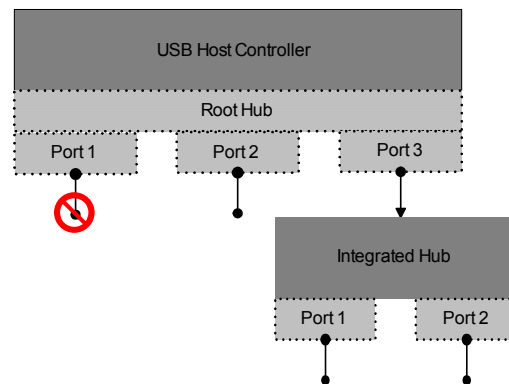 USB Host Controller
Root Hub
Port 1
Port 2
Port 3
Integrated Hub
Port 1
Port 2